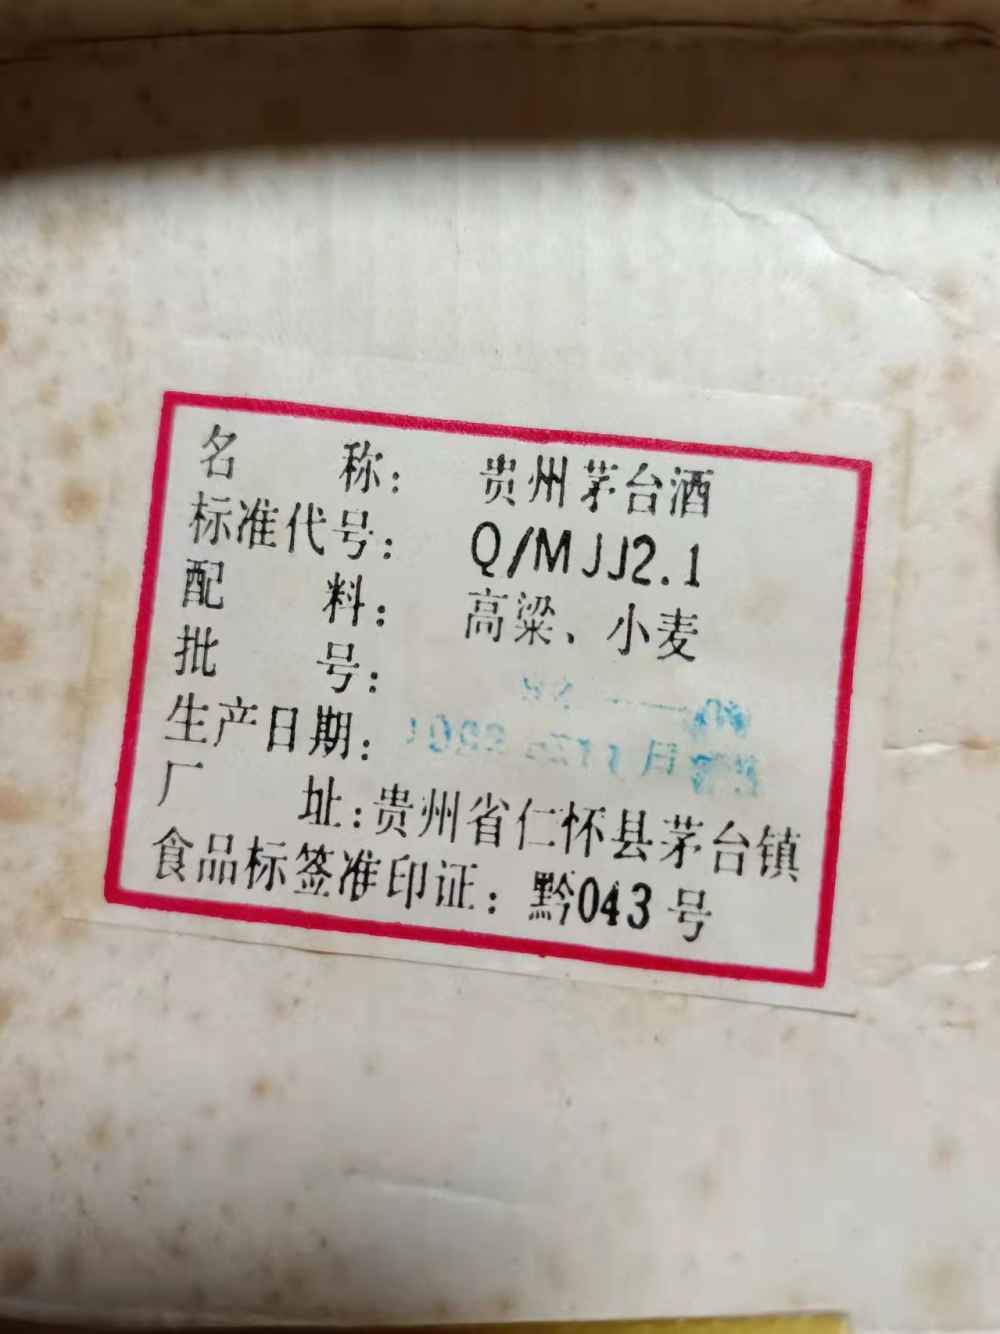 名 称： 贵州茅台酒
标准代号： Q/MJJ2.1
配 料： 高粱、小麦
批 号：
生产日期：
厂 址：贵州省仁怀县茅台镇
食品标签准印证：黔043号